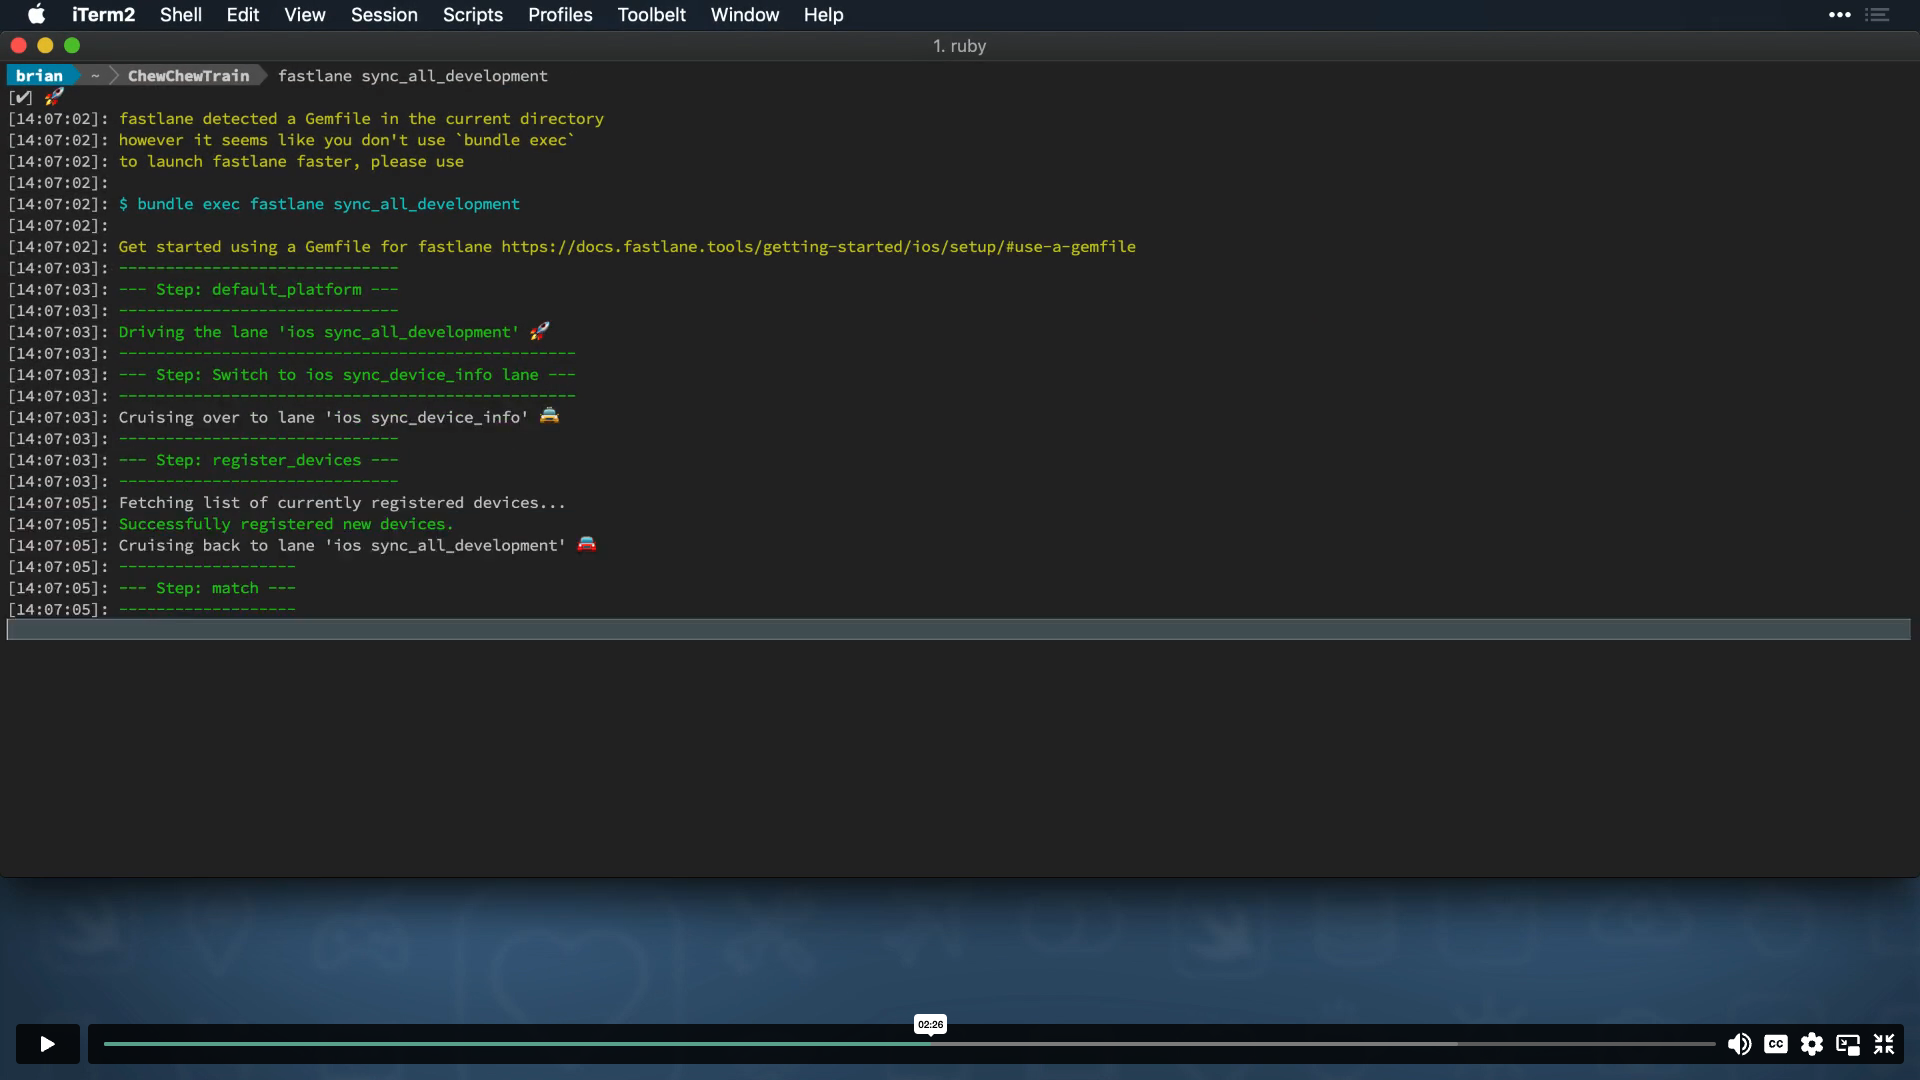 iTerm2 Shell Edit View Session Scripts Profiles Toolbelt Window Help
1. ruby
brian ~ ChewChewTrain fastlane sync_all_development
[✔] 🚀
[14:07:02]: fastlane detected a Gemfile in the current directory
[14:07:02]: however it seems like you don't use `bundle exec`
[14:07:02]: to launch fastlane faster, please use
[14:07:02]:
[14:07:02]: $ bundle exec fastlane sync_all_development
[14:07:02]:
[14:07:02]: Get started using a Gemfile for fastlane https://docs.fastlane.tools/getting-started/ios/setup/#use-a-gemfile
[14:07:03]: ------------------------------
[14:07:03]: --- Step: default_platform ---
[14:07:03]: ------------------------------
[14:07:03]: Driving the lane 'ios sync_all_development' 🚀
[14:07:03]: -------------------------------------------------
[14:07:03]: --- Step: Switch to ios sync_device_info lane ---
[14:07:03]: -------------------------------------------------
[14:07:03]: Cruising over to lane 'ios sync_device_info' 🚖
[14:07:03]: ------------------------------
[14:07:03]: --- Step: register_devices ---
[14:07:03]: ------------------------------
[14:07:05]: Fetching list of currently registered devices...
[14:07:05]: Successfully registered new devices.
[14:07:05]: Cruising back to lane 'ios sync_all_development' 🚘
[14:07:05]: -------------------
[14:07:05]: --- Step: match ---
[14:07:05]: -------------------
02:26
CC